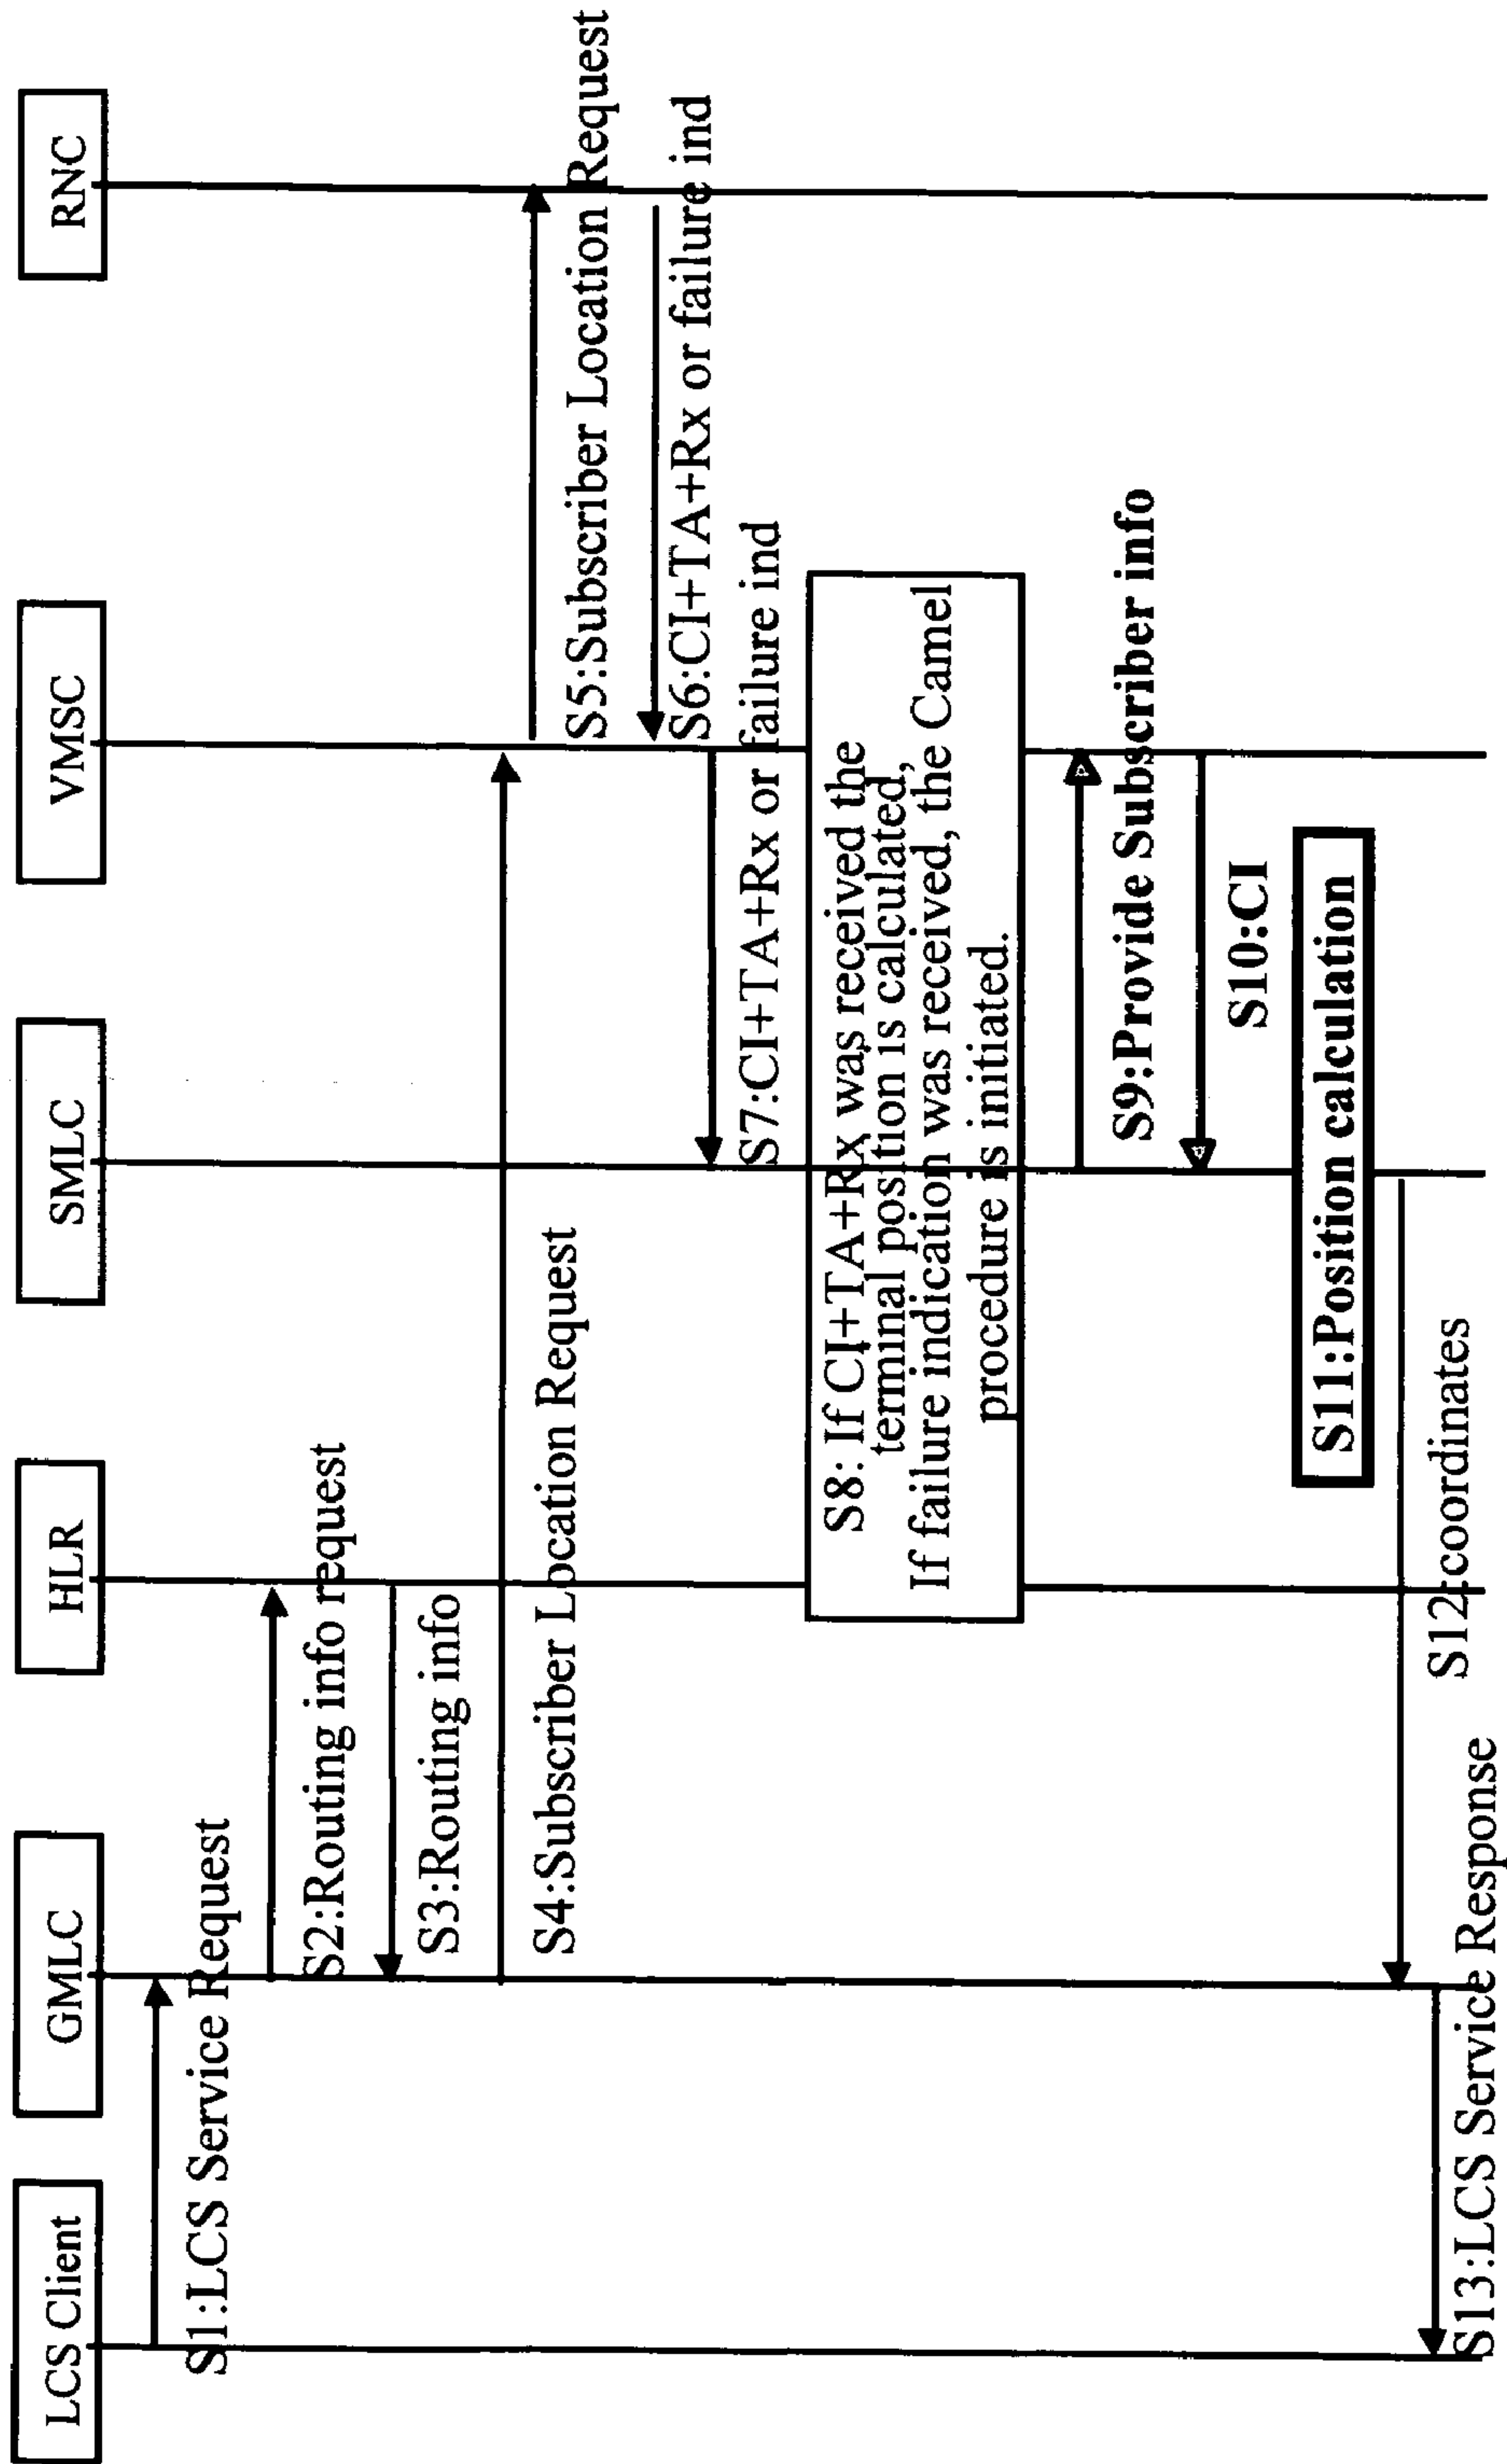 LCS Client
GMLC
HLR
SMLC
VMSC
RNC
S1:LCS Service Request
S2:Routing info request
S3:Routing info
S4:Subscriber Location Request
S5:Subscriber Location Request
S6:CI+TA+Rx or failure ind
S7:CI+TA+Rx or failure ind
S8: If CI+TA+Rx was received the
terminal position is calculated,
If failure indication was received, the Camel
procedure is initiated.
S9:Provide Subscriber info
S10:CI
S11:Position calculation
S12:coordinates
S13:LCS Service Response